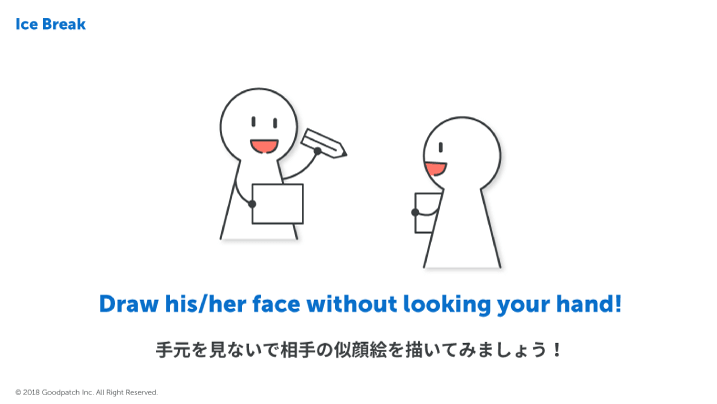 Ice Break
Draw his/her face without looking your hand!
手元を見ないで相手の似顔絵を描いてみましょう！
© 2018 Goodpatch Inc. All Right Reserved.